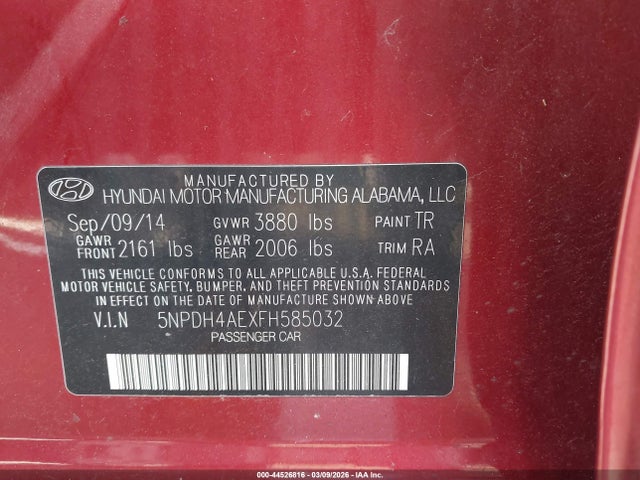 MANUFACTURED BY
HYUNDAI MOTOR MANUFACTURING ALABAMA, LLC
Sep/09/14 GVWR 3880 lbs PAINT TR
GAWR FRONT 2161 lbs GAWR REAR 2006 lbs TRIM RA
THIS VEHICLE CONFORMS TO ALL APPLICABLE U.S.A. FEDERAL
MOTOR VEHICLE SAFETY, BUMPER, AND THEFT PREVENTION STANDARDS
IN EFFECT ON THE DATE OF MANUFACTURE SHOWN ABOVE
V.I.N 5NPDH4AEXFH585032
PASSENGER CAR
000-44526816 | 03/09/2026 | IAAI.COM